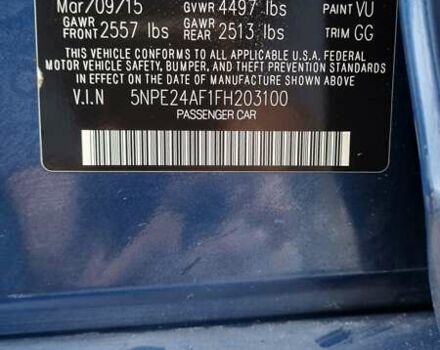 Mar/09/15 GVWR 4497 lbs PAINT VU
GAWR FRONT 2557 lbs GAWR REAR 2513 lbs TRIM GG
THIS VEHICLE CONFORMS TO ALL APPLICABLE U.S.A. FEDERAL
MOTOR VEHICLE SAFETY, BUMPER, AND THEFT PREVENTION
STANDARDS IN EFFECT ON THE DATE OF MANUFACTURE SHOWN ABOVE.
V.I.N 5NPE24AF1FH203100
PASSENGER CAR